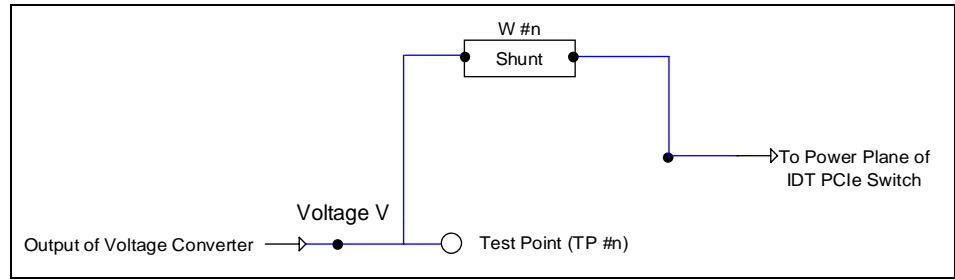 W #n
Shunt
To Power Plane of
IDT PCIe Switch
Voltage V
Output of Voltage Converter
Test Point (TP #n)